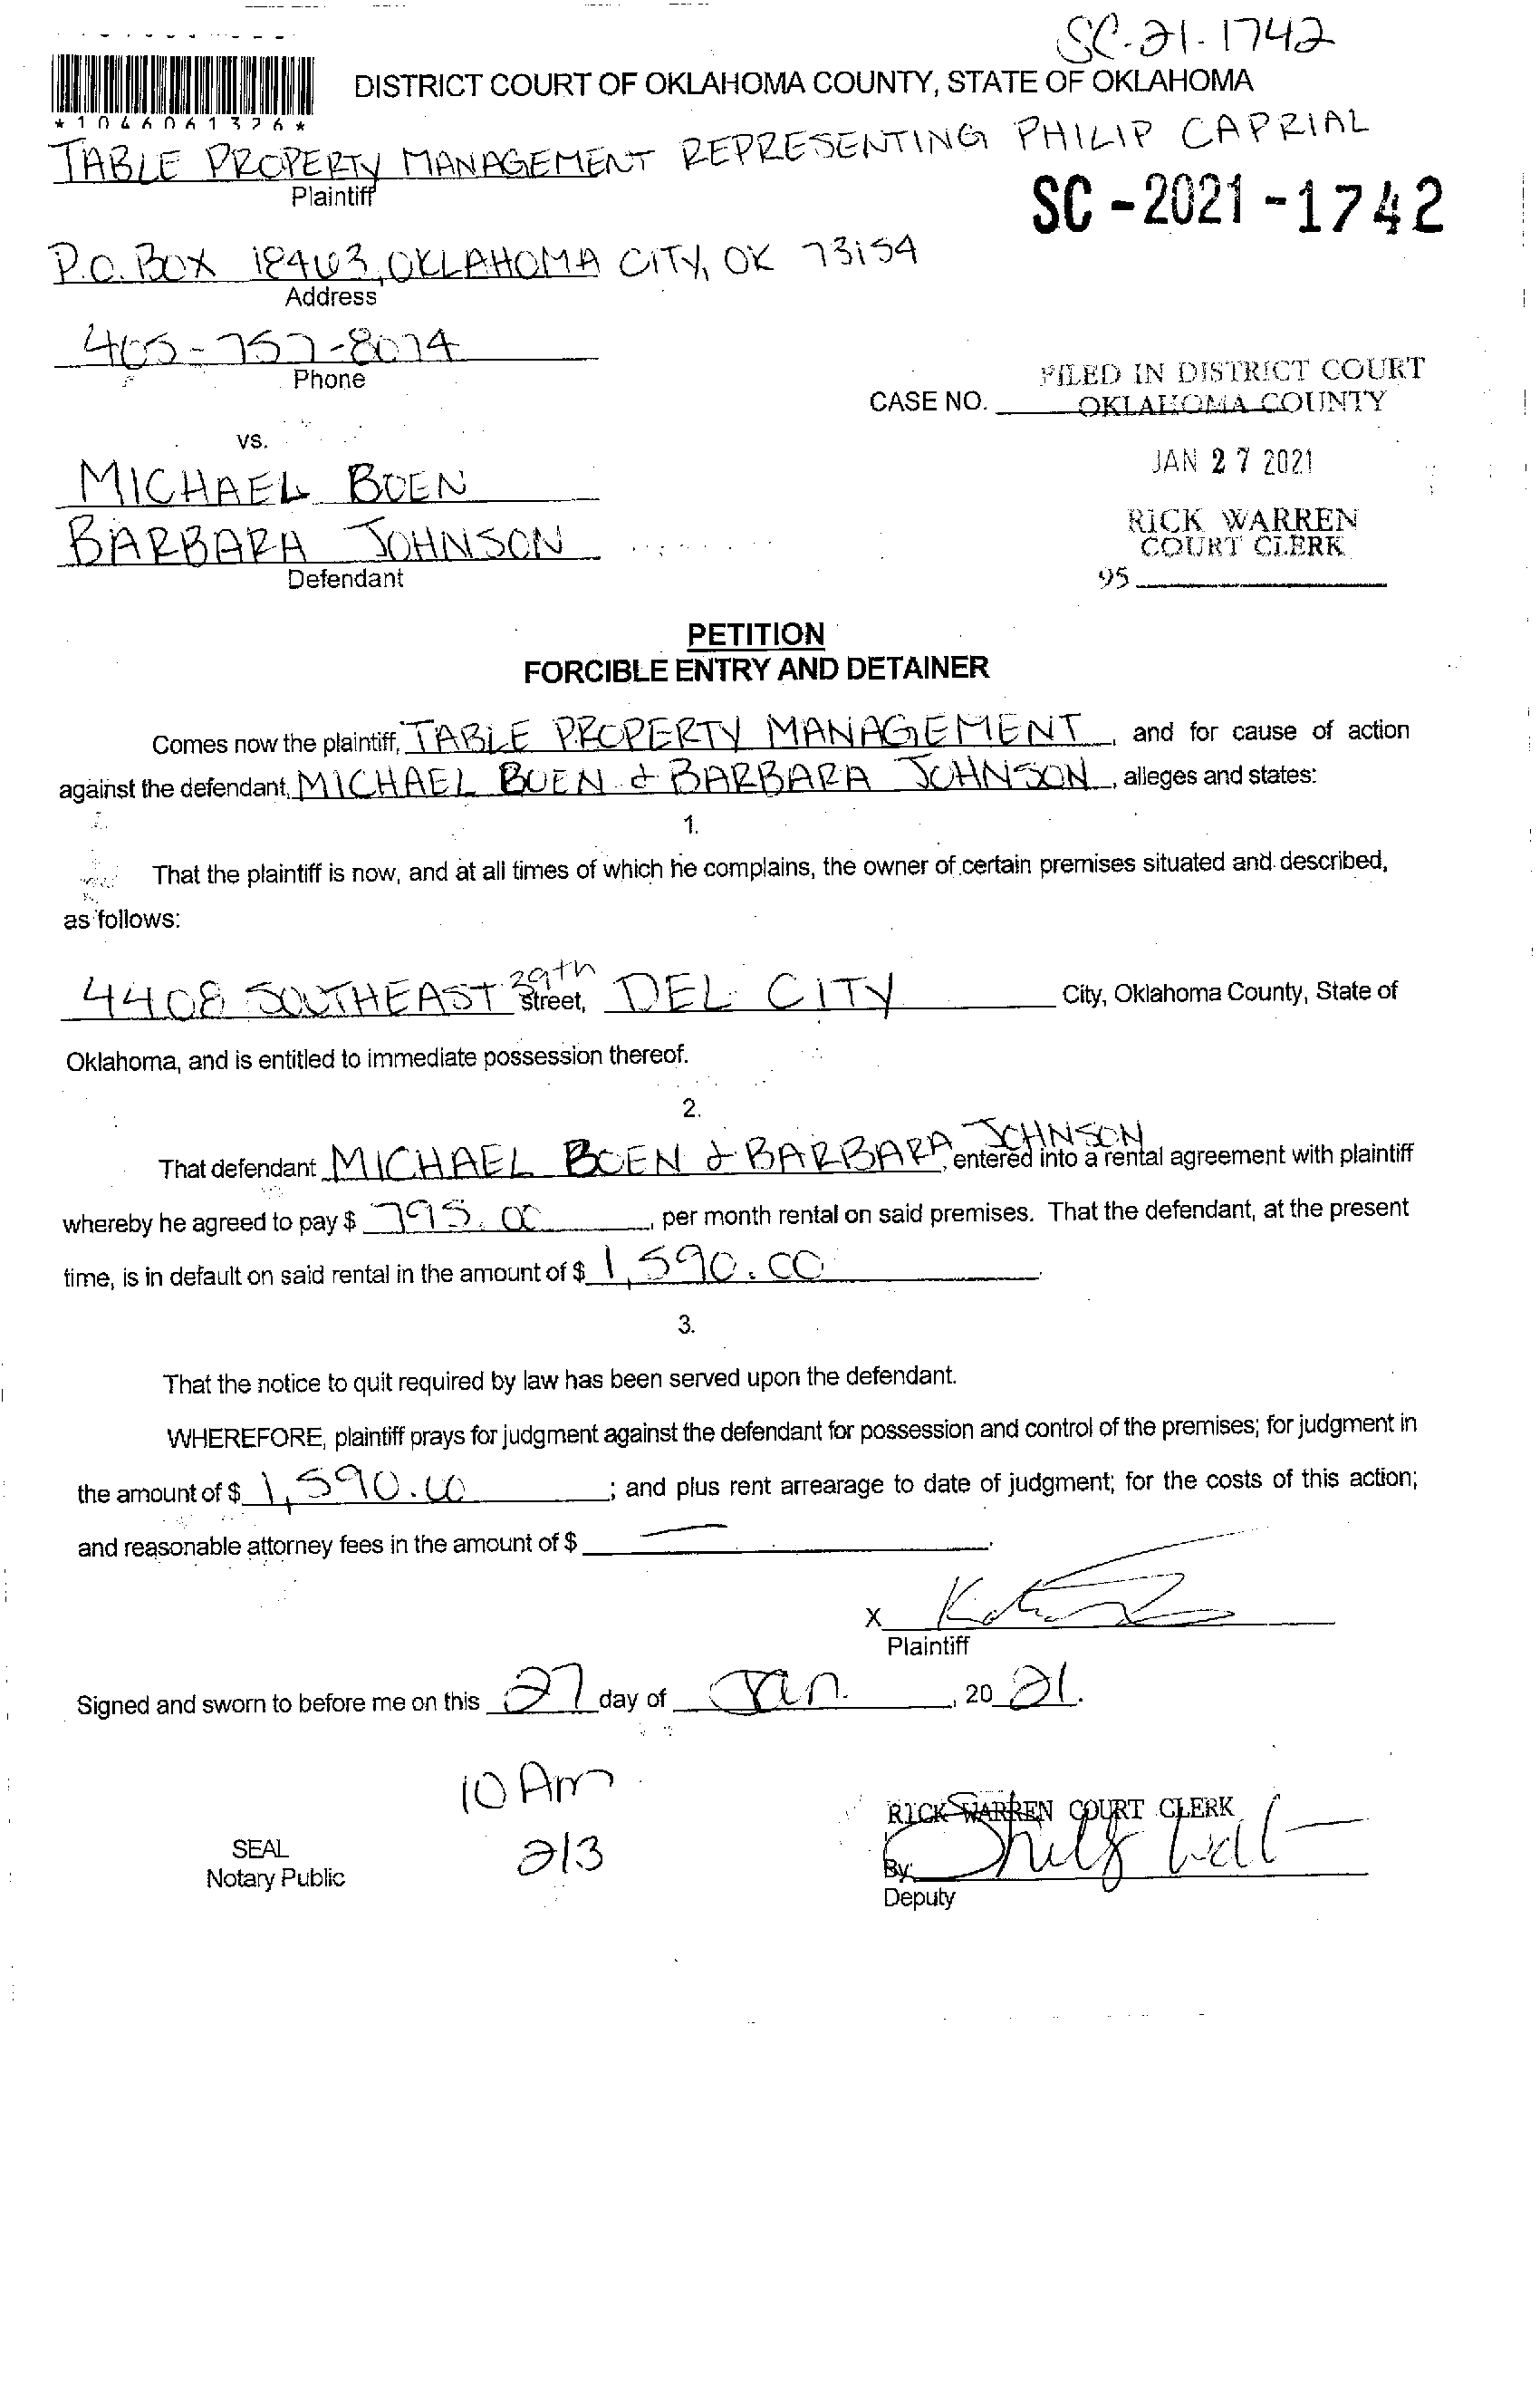 SC-21-1742
DISTRICT COURT OF OKLAHOMA COUNTY, STATE OF OKLAHOMA
*1046061326*
TABLE PROPERTY MANAGEMENT REPRESENTING PHILIP CAPRIAL
Plaintiff
SC-2021-1742
P.O. BOX 18463, OKLAHOMA CITY, OK 73154
Address
405-757-8074
Phone
FILED IN DISTRICT COURT
CASE NO. OKLAHOMA COUNTY
vs.
JAN 27 2021
MICHAEL BOEN
RICK WARREN
BARBARA JOHNSON
COURT CLERK
Defendant
95
PETITION
FORCIBLE ENTRY AND DETAINER
Comes now the plaintiff, TABLE PROPERTY MANAGEMENT, and for cause of action
against the defendant, MICHAEL BOEN & BARBARA JOHNSON, alleges and states:
1.
That the plaintiff is now, and at all times of which he complains, the owner of certain premises situated and described,
as follows:
4408 SOUTHEAST 29th Street, DEL CITY City, Oklahoma County, State of
Oklahoma, and is entitled to immediate possession thereof.
2.
That defendant MICHAEL BOEN & BARBARA JOHNSON, entered into a rental agreement with plaintiff
whereby he agreed to pay $ 795.00, per month rental on said premises. That the defendant, at the present
time, is in default on said rental in the amount of $ 1,590.00.
3.
That the notice to quit required by law has been served upon the defendant.
WHEREFORE, plaintiff prays for judgment against the defendant for possession and control of the premises; for judgment in
the amount of $ 1,590.00; and plus rent arrearage to date of judgment; for the costs of this action;
and reasonable attorney fees in the amount of $ —.
X
Plaintiff
Signed and sworn to before me on this 27 day of Jan., 20 21.
10 Am
RICK WARREN COURT CLERK
SEAL
2/3
Notary Public
By:
Deputy